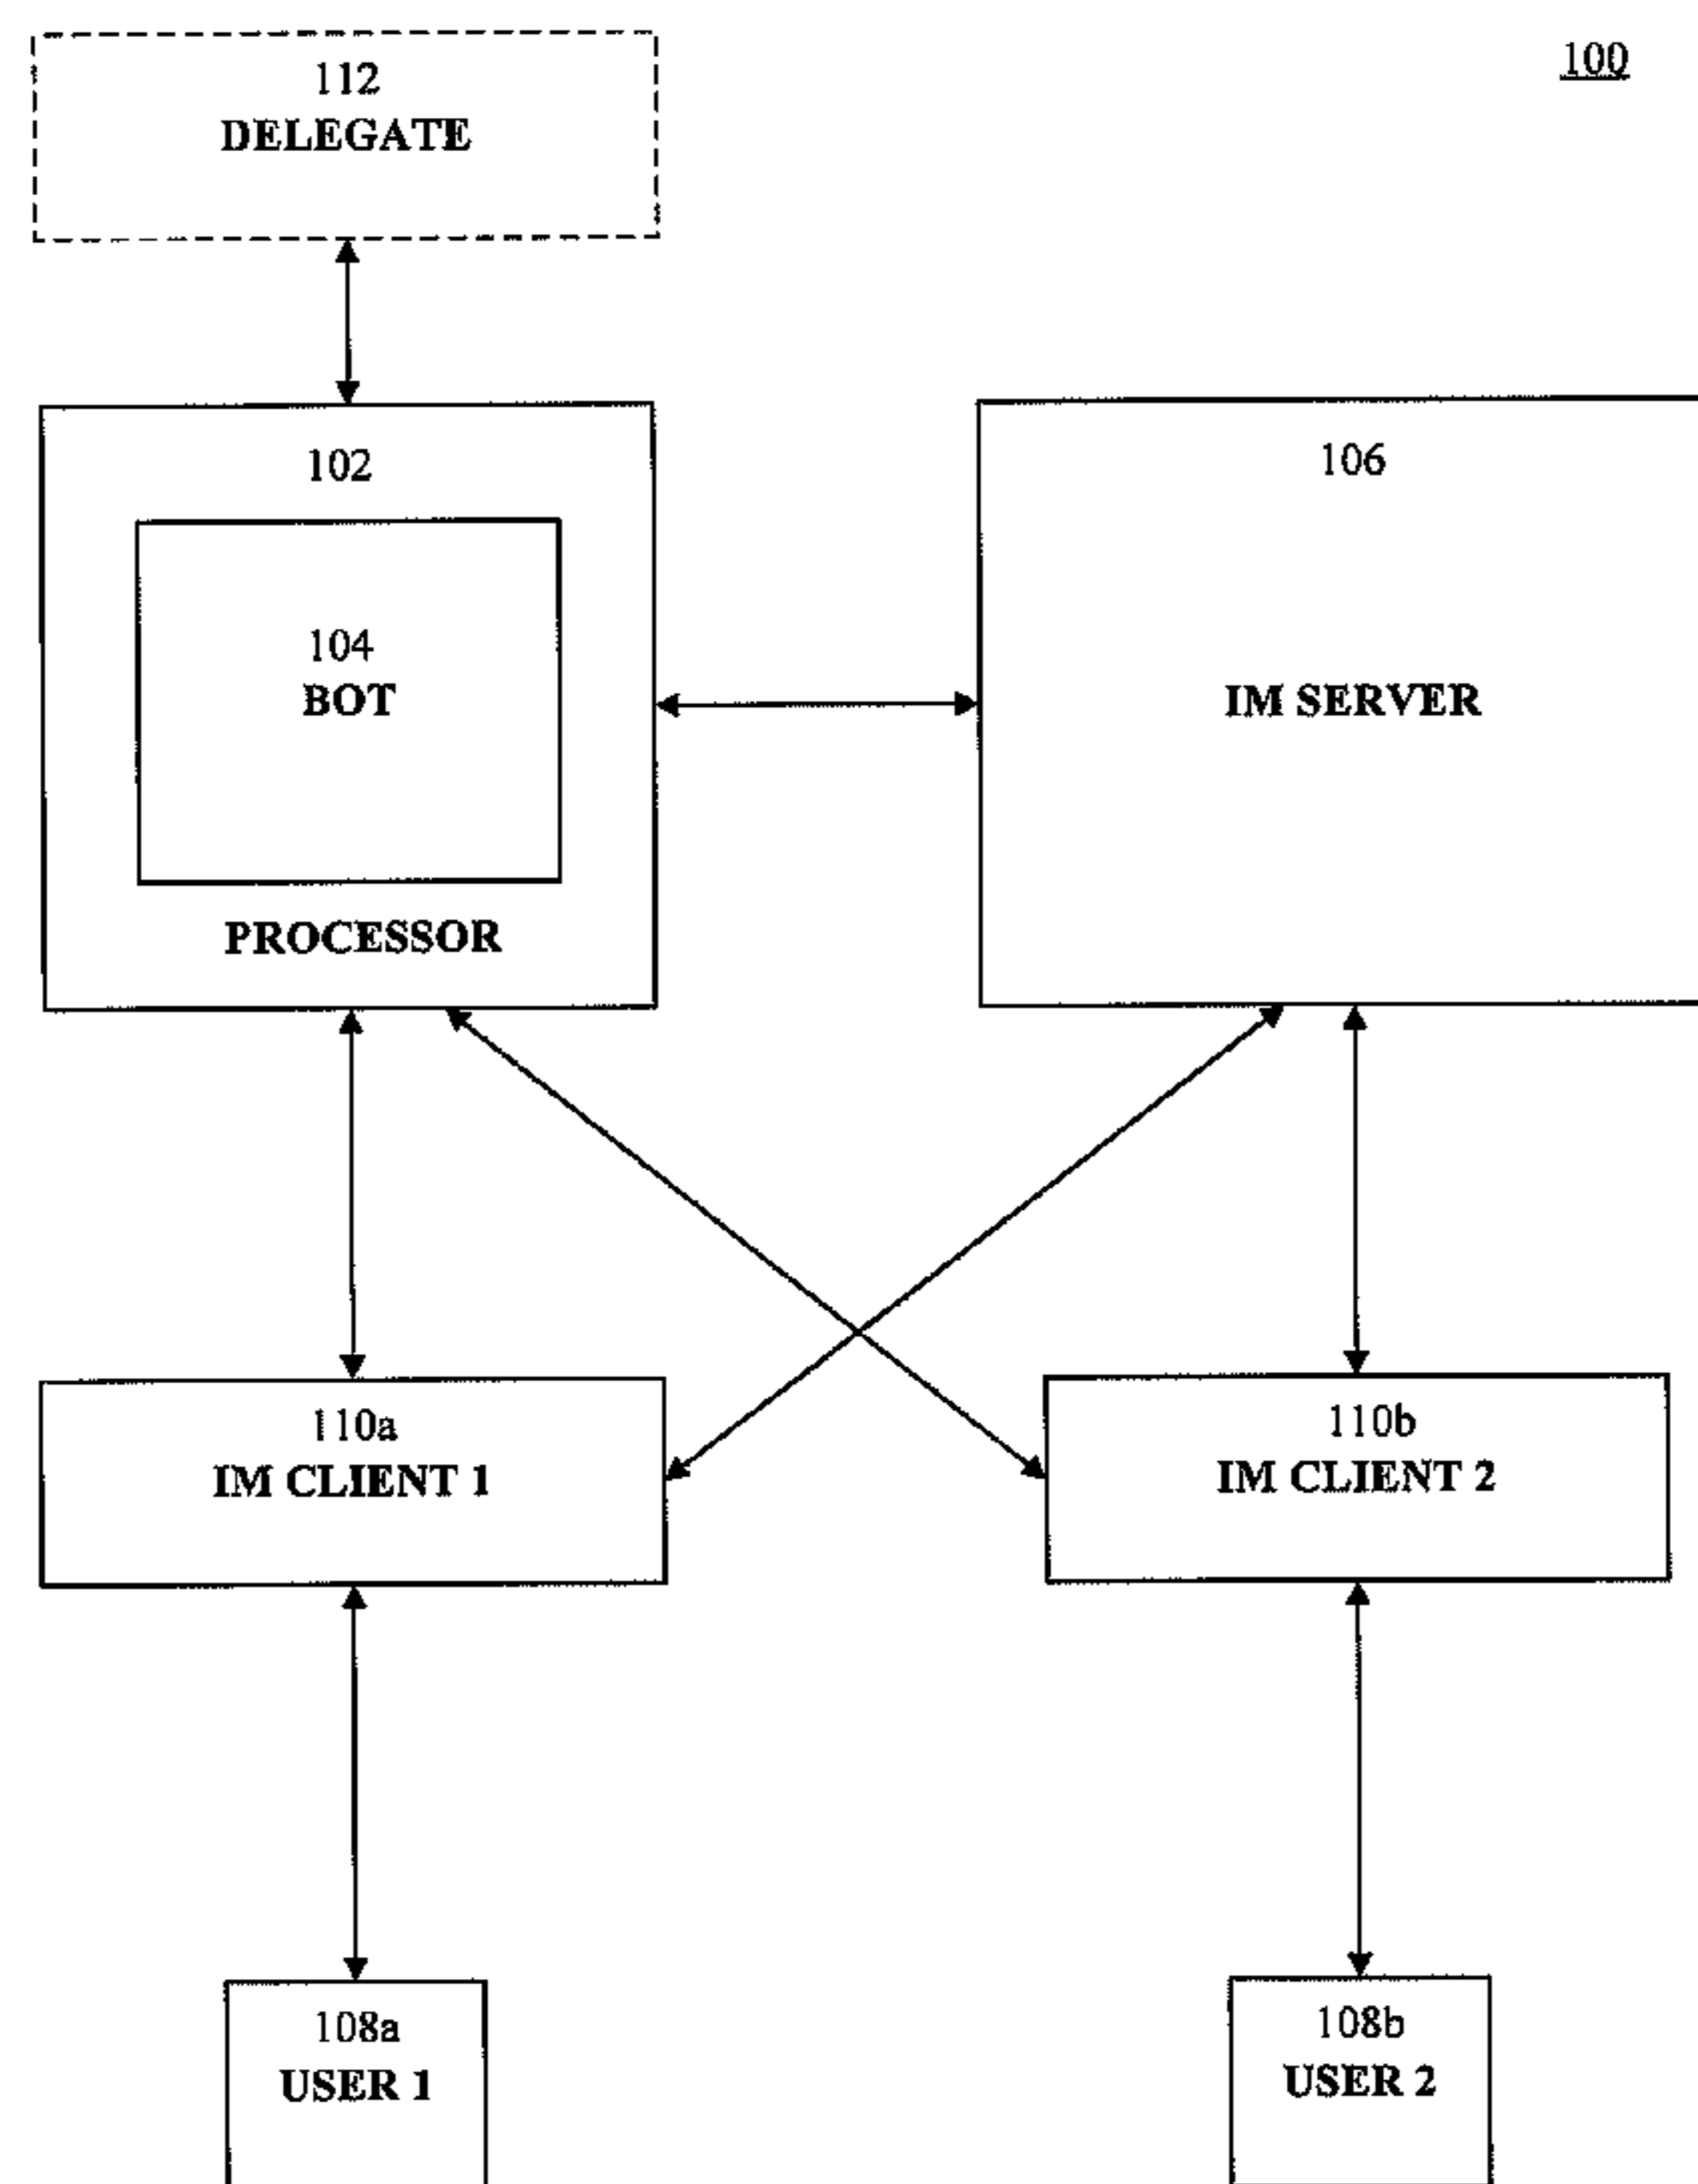 100
112
DELEGATE
102
104
BOT
PROCESSOR
106
IM SERVER
110a
IM CLIENT 1
110b
IM CLIENT 2
108a
USER 1
108b
USER 2